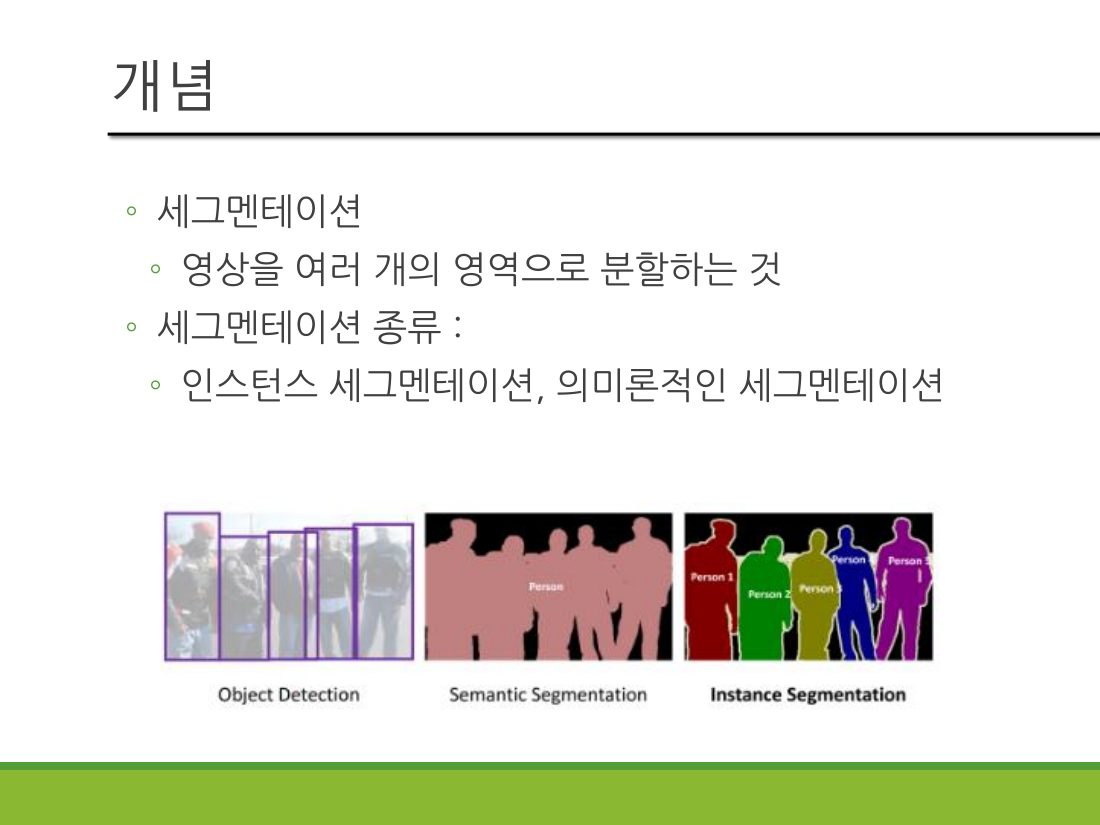 개념
◦ 세그멘테이션
◦ 영상을 여러 개의 영역으로 분할하는 것
◦ 세그멘테이션 종류 :
◦ 인스턴스 세그멘테이션, 의미론적인 세그멘테이션
Person
Person 1
Person 2
Person 3
Person
Person 5
Object Detection
Semantic Segmentation
Instance Segmentation